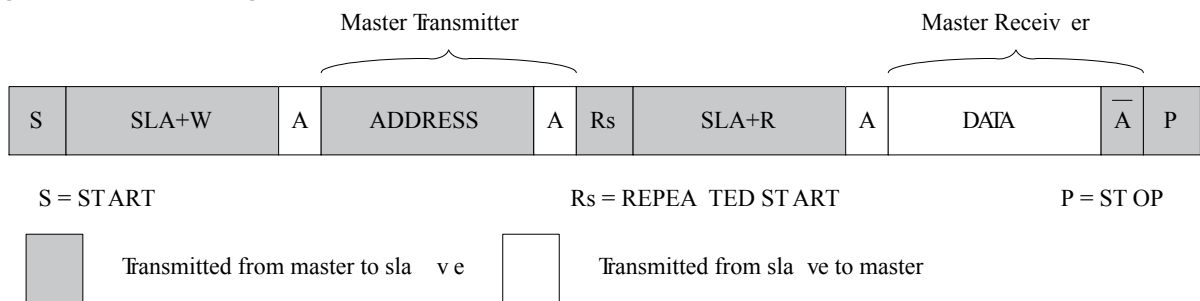 Master Transmitter Master Receiv er
S SLA+W A ADDRESS A Rs SLA+R A DATA A̅ P
S = ST ART Rs = REPEA TED ST ART P = ST OP
Transmitted from master to sla v e Transmitted from sla ve to master